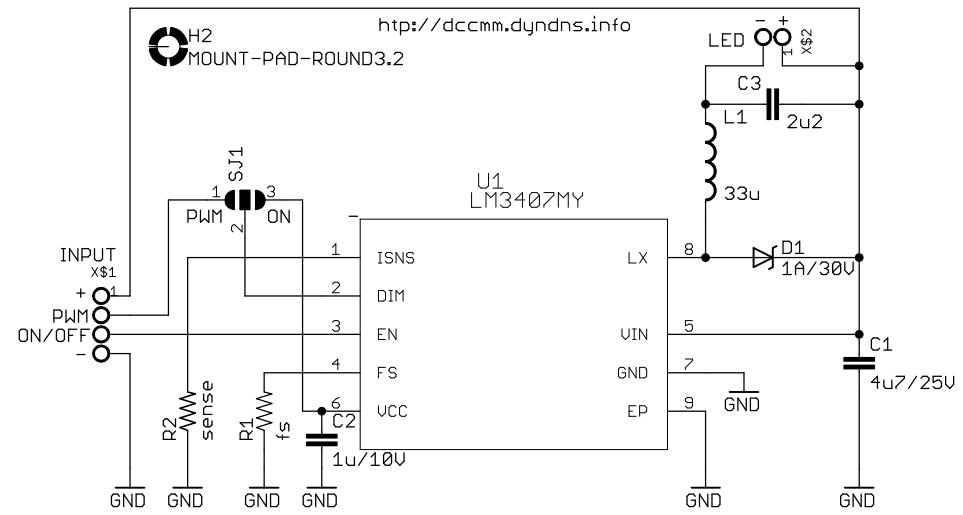 http://dccmm.dyndns.info
H2
MOUNT-PAD-ROUND3.2
LED
- +
1
X$2
C3
2u2
L1
33u
SJ1
1
3
PWM
2
ON
U1
LM3407MY
-
INPUT
X$1
+
1
PWM
ON/OFF
-
1 ISNS
2 DIM
3 EN
4 FS
6 VCC
LX 8
VIN 5
GND 7
EP 9
D1
1A/30V
C1
4u7/25V
GND
R2
sense
R1
fs
C2
1u/10V
GND
GND
GND
GND
GND
GND